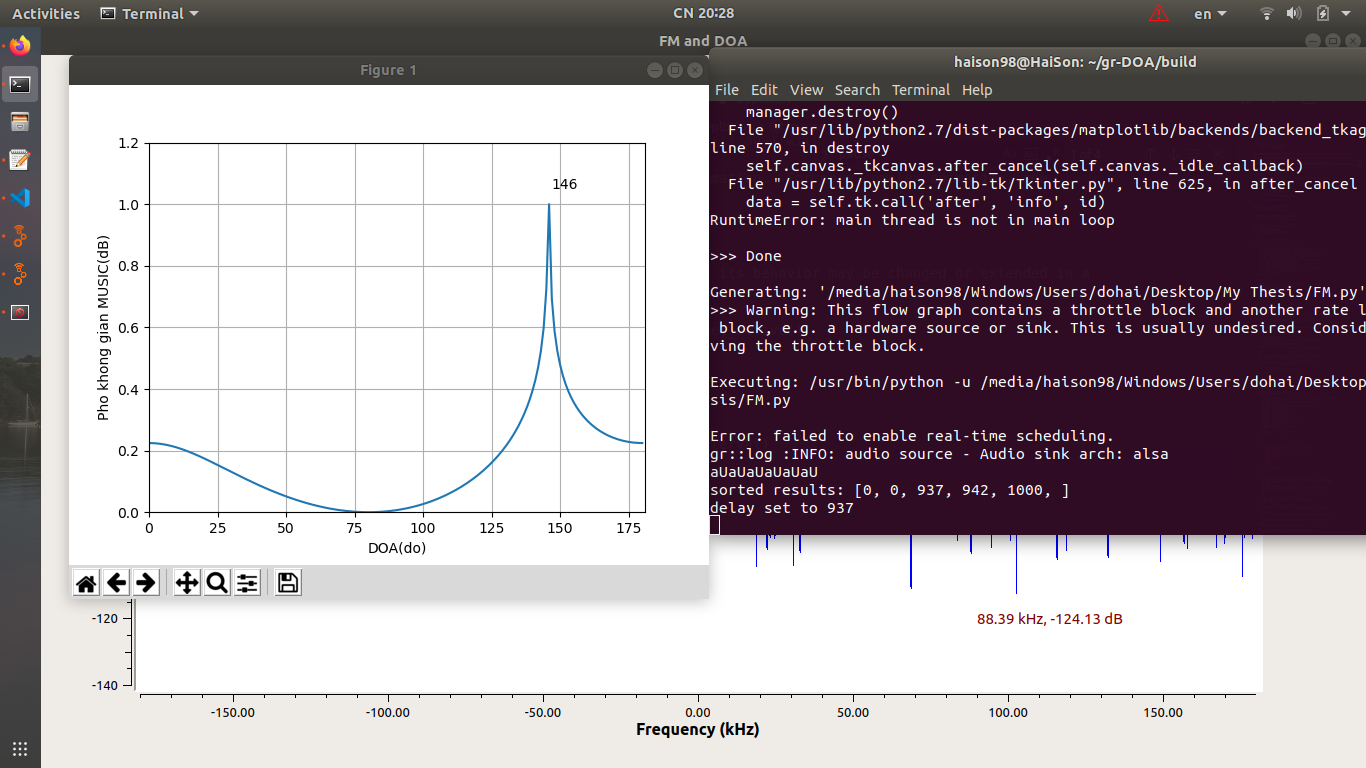 Activities Terminal CN 20:28 en
FM and DOA
Figure 1
1.2
1.0
0.8
0.6
0.4
0.2
0.0
146
Pho khong gian MUSIC(dB)
0 25 50 75 100 125 150 175
DOA(do)
haison98@HaiSon: ~/gr-DOA/build
File Edit View Search Terminal Help
manager.destroy()
File "/usr/lib/python2.7/dist-packages/matplotlib/backends/backend_tkag
line 570, in destroy
self.canvas._tkcanvas.after_cancel(self.canvas._idle_callback)
File "/usr/lib/python2.7/lib-tk/Tkinter.py", line 625, in after_cancel
data = self.tk.call('after', 'info', id)
RuntimeError: main thread is not in main loop
>>> Done
Generating: '/media/haison98/Windows/Users/dohai/Desktop/My Thesis/FM.py'
>>> Warning: This flow graph contains a throttle block and another rate l
block, e.g. a hardware source or sink. This is usually undesired. Consid
ving the throttle block.
Executing: /usr/bin/python -u /media/haison98/Windows/Users/dohai/Desktop
sis/FM.py
Error: failed to enable real-time scheduling.
gr::log :INFO: audio source - Audio sink arch: alsa
aUaUaUaUaUaU
sorted results: [0, 0, 937, 942, 1000, ]
delay set to 937
88.39 kHz, -124.13 dB
-120
-140
-150.00 -100.00 -50.00 0.00 50.00 100.00 150.00
Frequency (kHz)